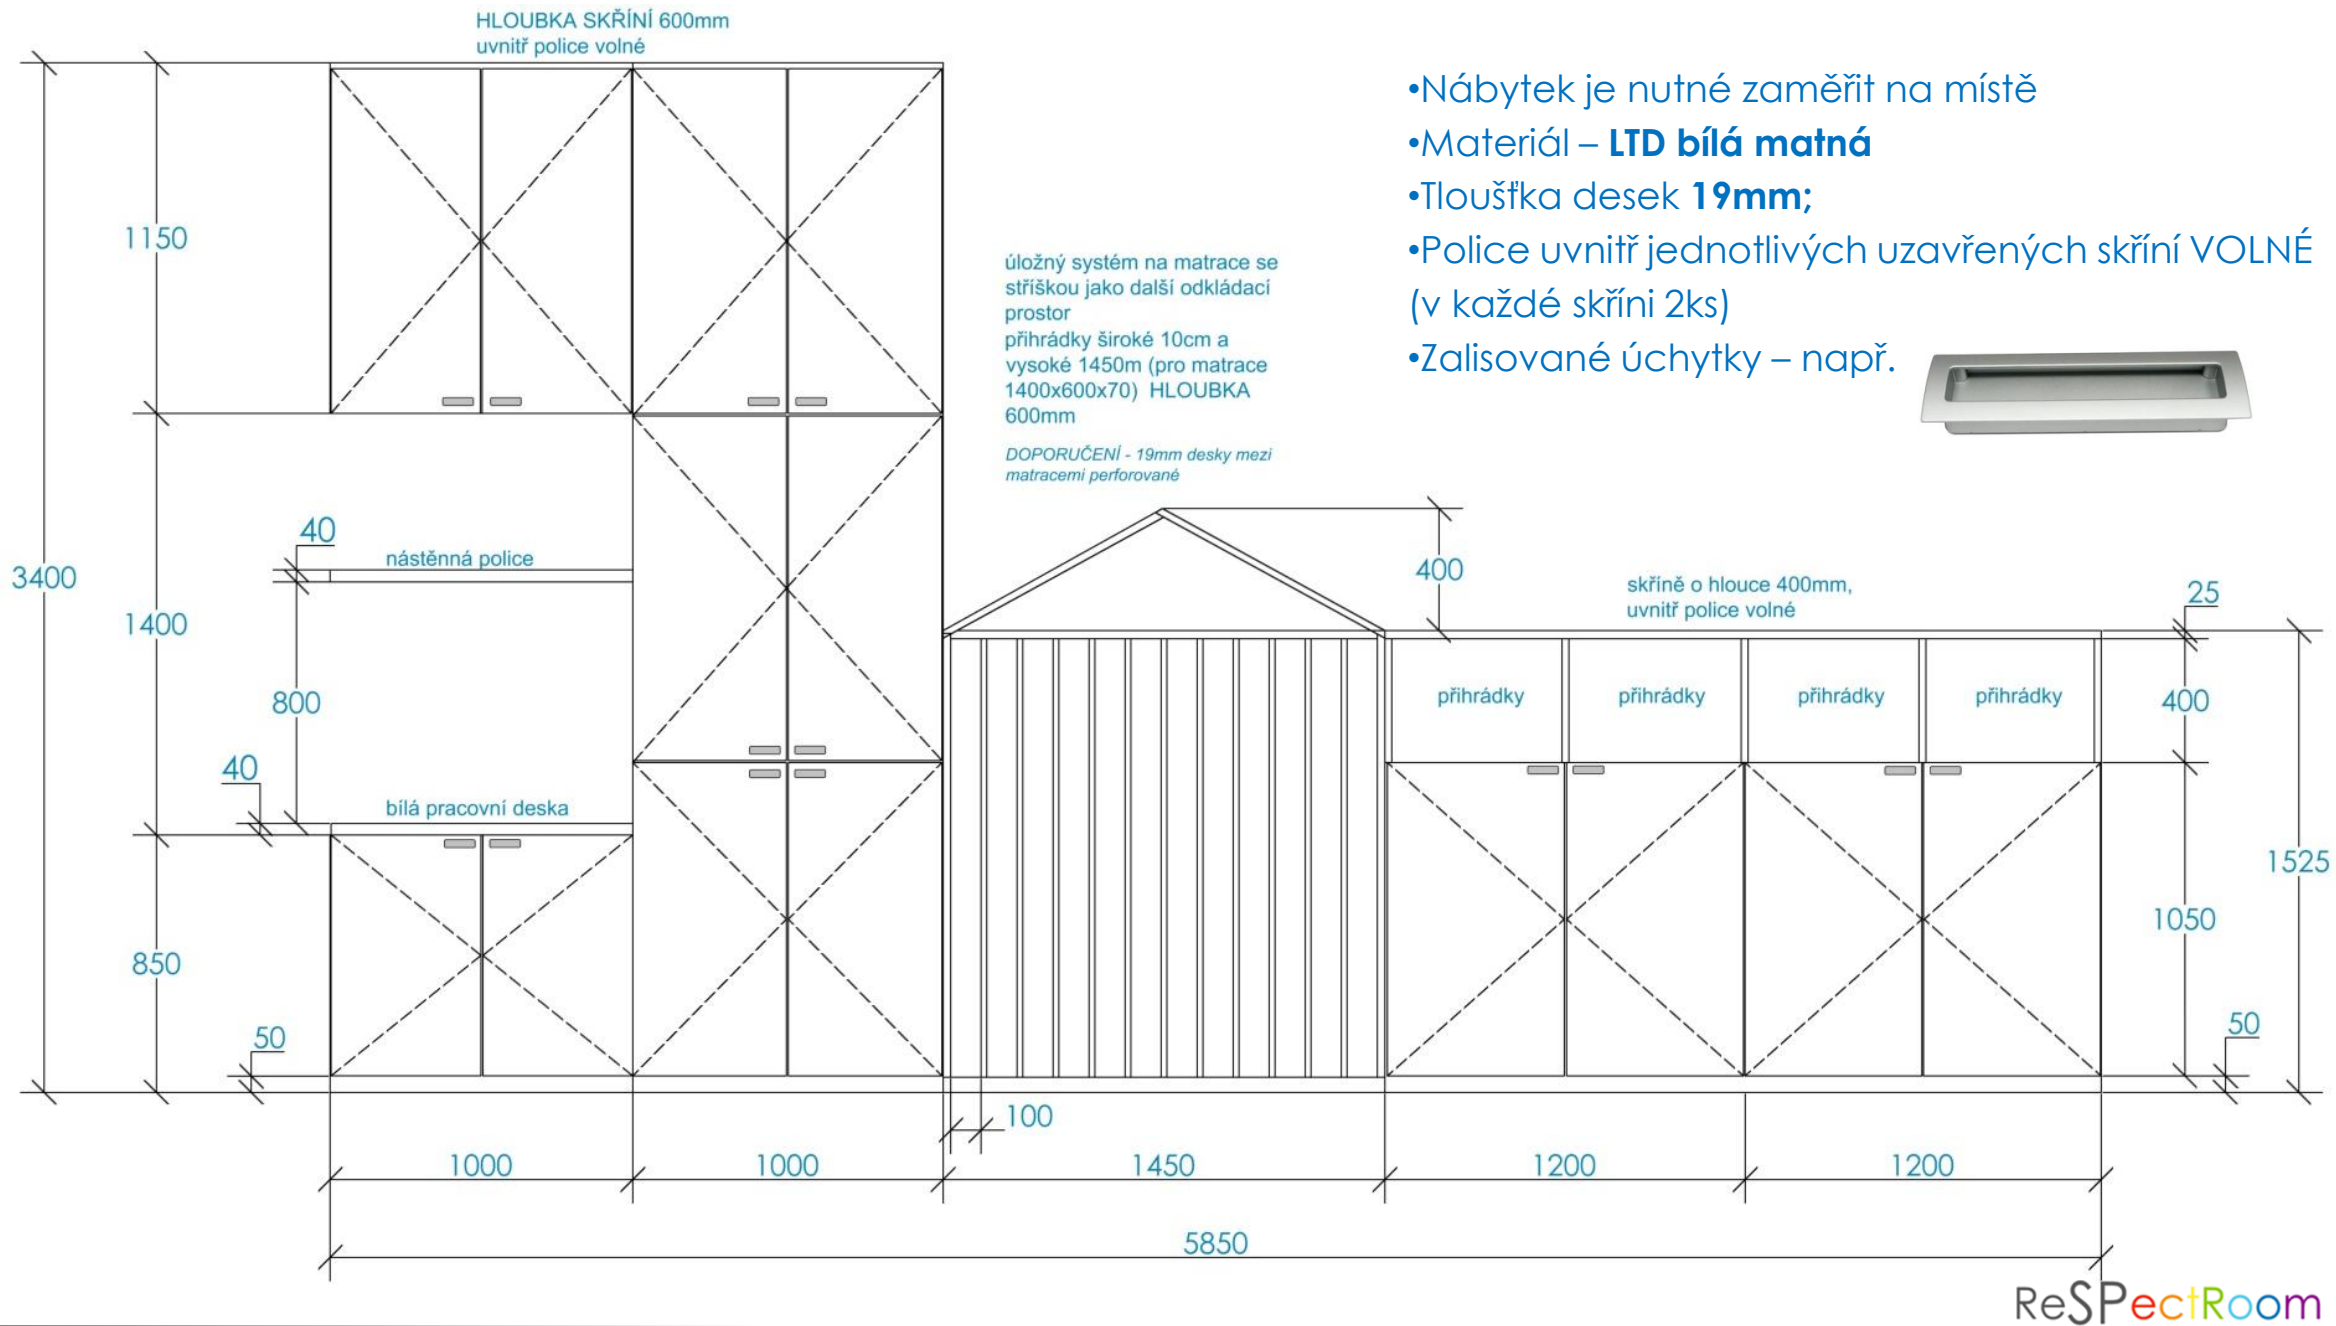 HLOUBKA SKŘÍNÍ 600mm
uvnitř police volné
•Nábytek je nutné zaměřit na místě
•Materiál – LTD bílá matná
•Tloušťka desek 19mm;
•Police uvnitř jednotlivých uzavřených skříní VOLNÉ
(v každé skříni 2ks)
•Zalisované úchytky – např.
úložný systém na matrace se
stříškou jako další odkládací
prostor
přihrádky široké 10cm a
vysoké 1450m (pro matrace
1400x600x70) HLOUBKA
600mm
DOPORUČENÍ - 19mm desky mezi
matracemi perforované
1150
40
nástěnná police
3400
1400
800
40
bílá pracovní deska
850
50
400
skříně o hlouce 400mm,
uvnitř police volné
25
přihrádky
přihrádky
přihrádky
přihrádky
400
1525
1050
50
100
1000
1000
1450
1200
1200
5850
ReSPectRoom